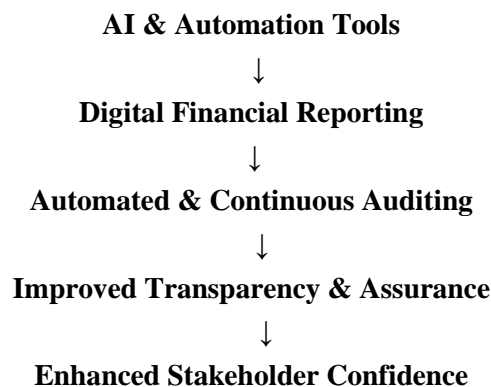 AI & Automation Tools
↓
Digital Financial Reporting
↓
Automated & Continuous Auditing
↓
Improved Transparency & Assurance
↓
Enhanced Stakeholder Confidence